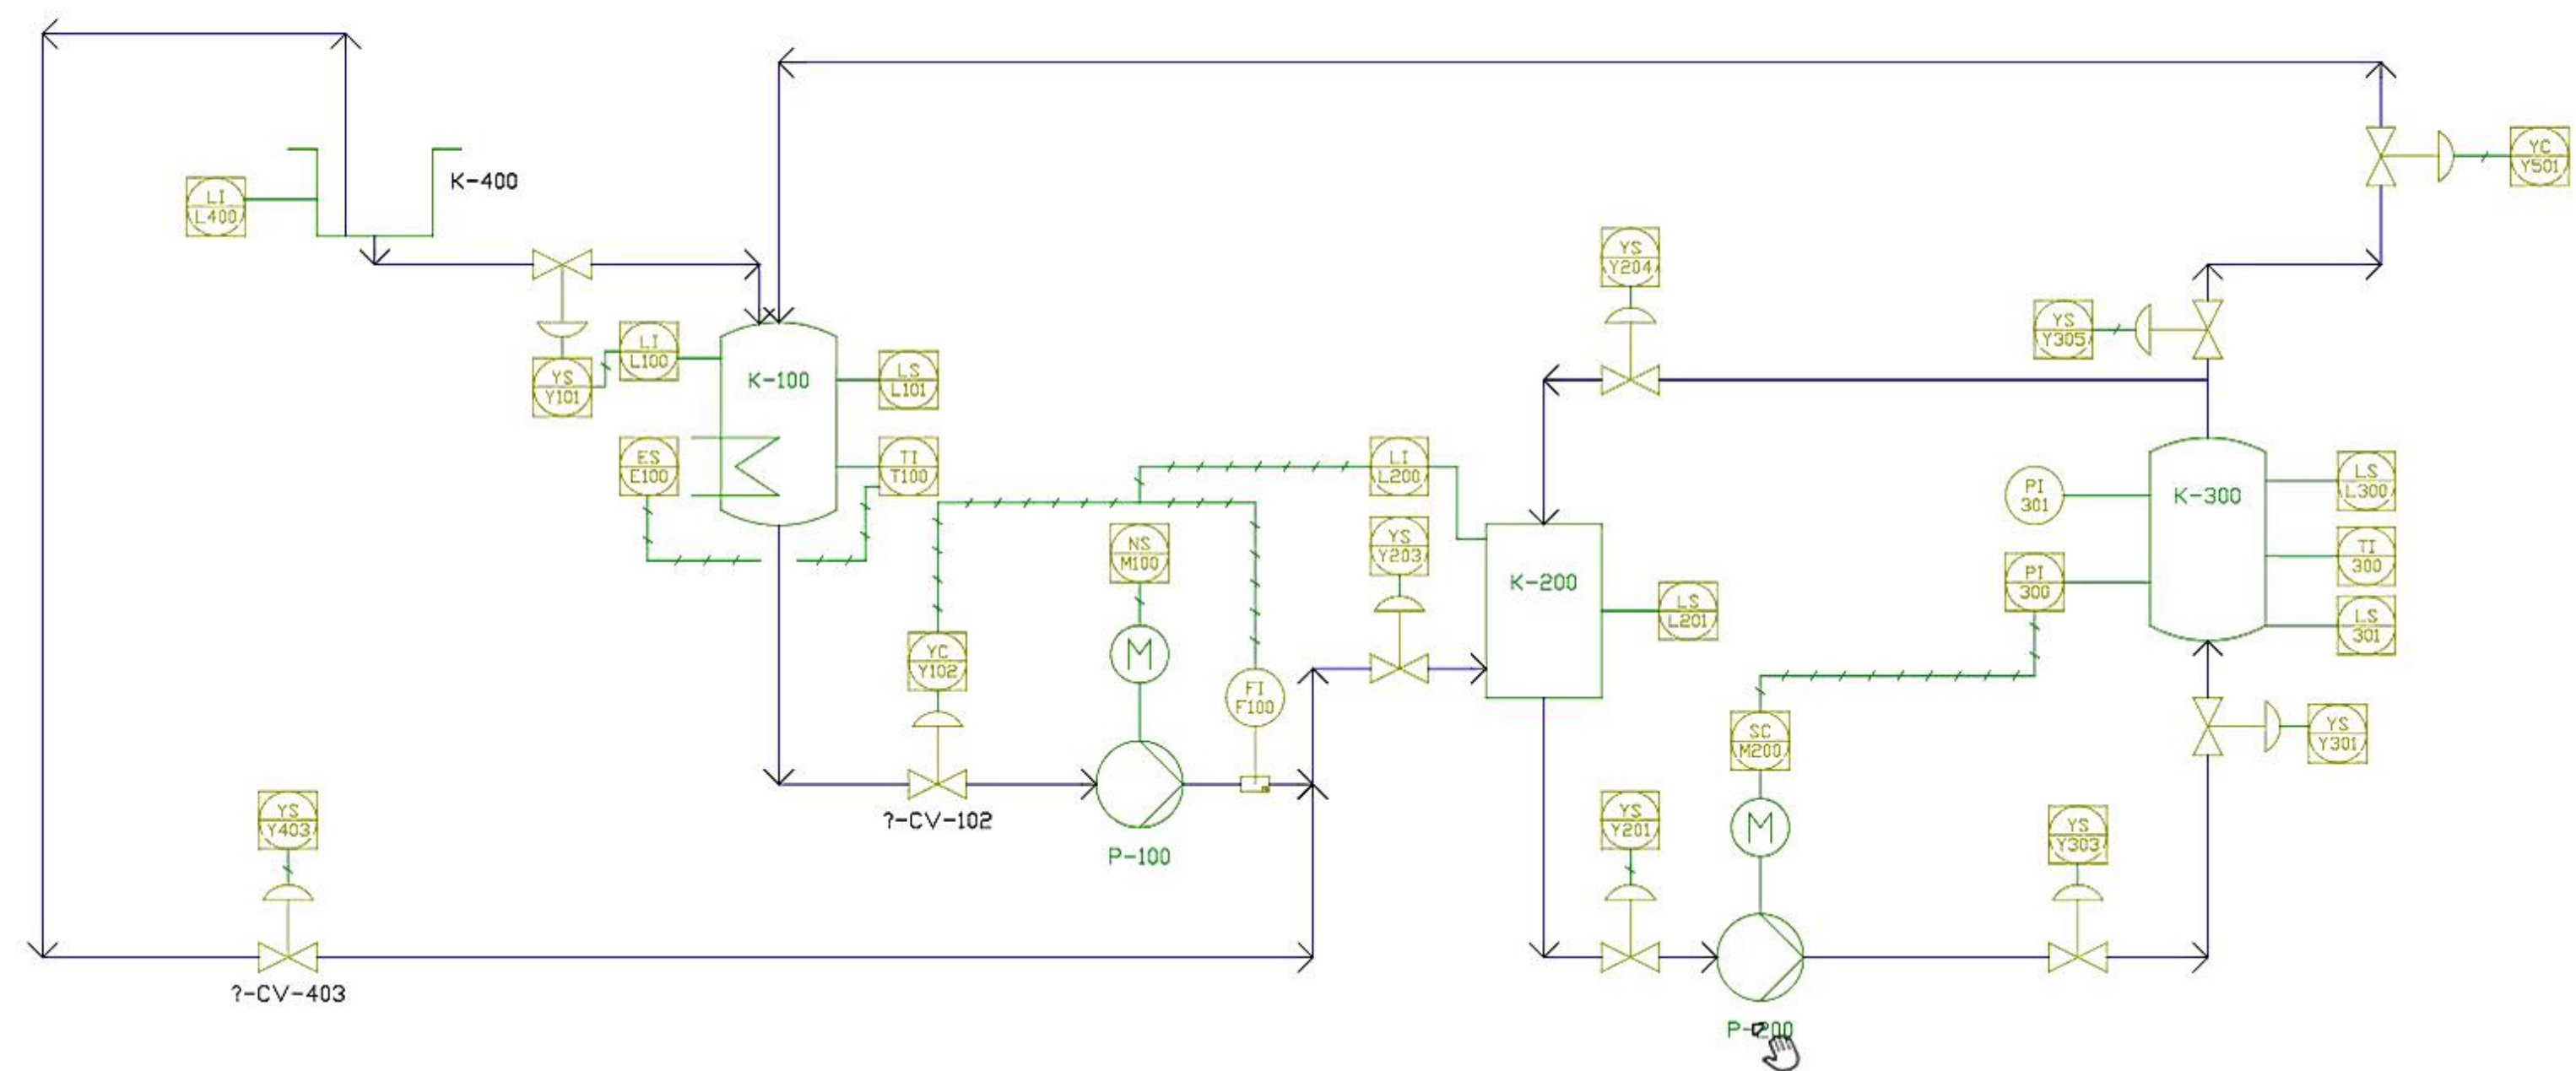 K-400
LI
L400
YC
Y501
YS
Y204
YS
Y305
LI
L100
YS
Y101
K-100
LS
L101
ES
E100
TI
T100
LI
L200
PI
301
K-300
LS
L300
NS
M100
YS
Y203
K-200
TI
300
PI
300
LS
L201
LS
301
YC
Y102
M
FI
F100
SC
M200
YS
Y301
?-CV-102
P-100
YS
Y403
YS
Y201
M
YS
Y303
?-CV-403
P-200